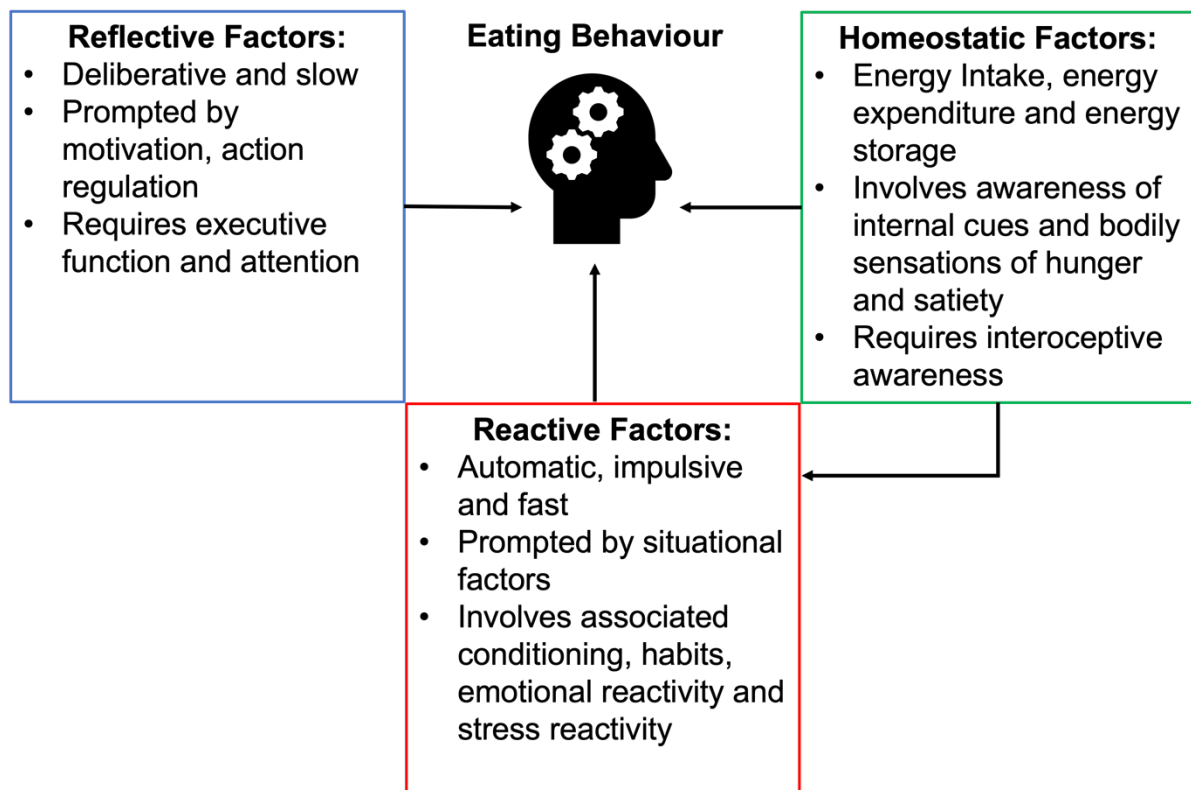 Reflective Factors:
• Deliberative and slow
• Prompted by
motivation, action
regulation
• Requires executive
function and attention
Eating Behaviour
Homeostatic Factors:
• Energy Intake, energy
expenditure and energy
storage
• Involves awareness of
internal cues and bodily
sensations of hunger
and satiety
• Requires interoceptive
awareness
Reactive Factors:
• Automatic, impulsive
and fast
• Prompted by situational
factors
• Involves associated
conditioning, habits,
emotional reactivity and
stress reactivity